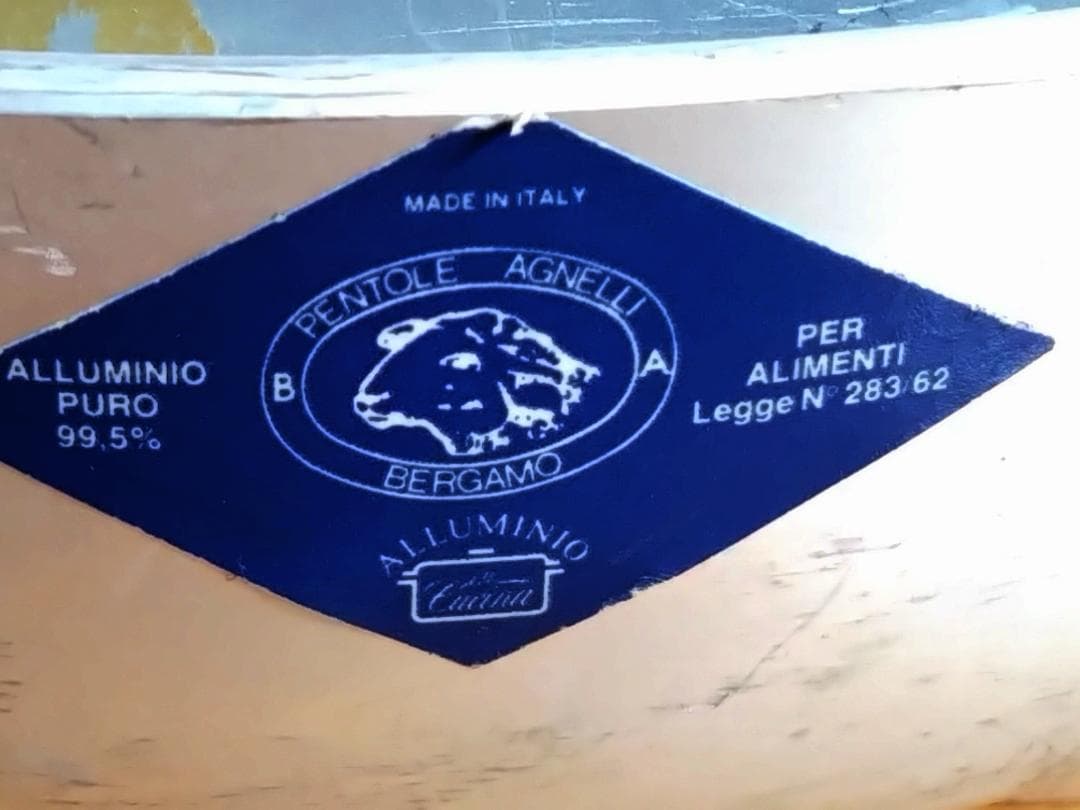 MADE IN ITALY
PENTOLE AGNELLI
B A
BERGAMO
ALLUMINIO
PURO
99,5%
PER
ALIMENTI
Legge N° 283/62
ALLUMINIO
Cucina